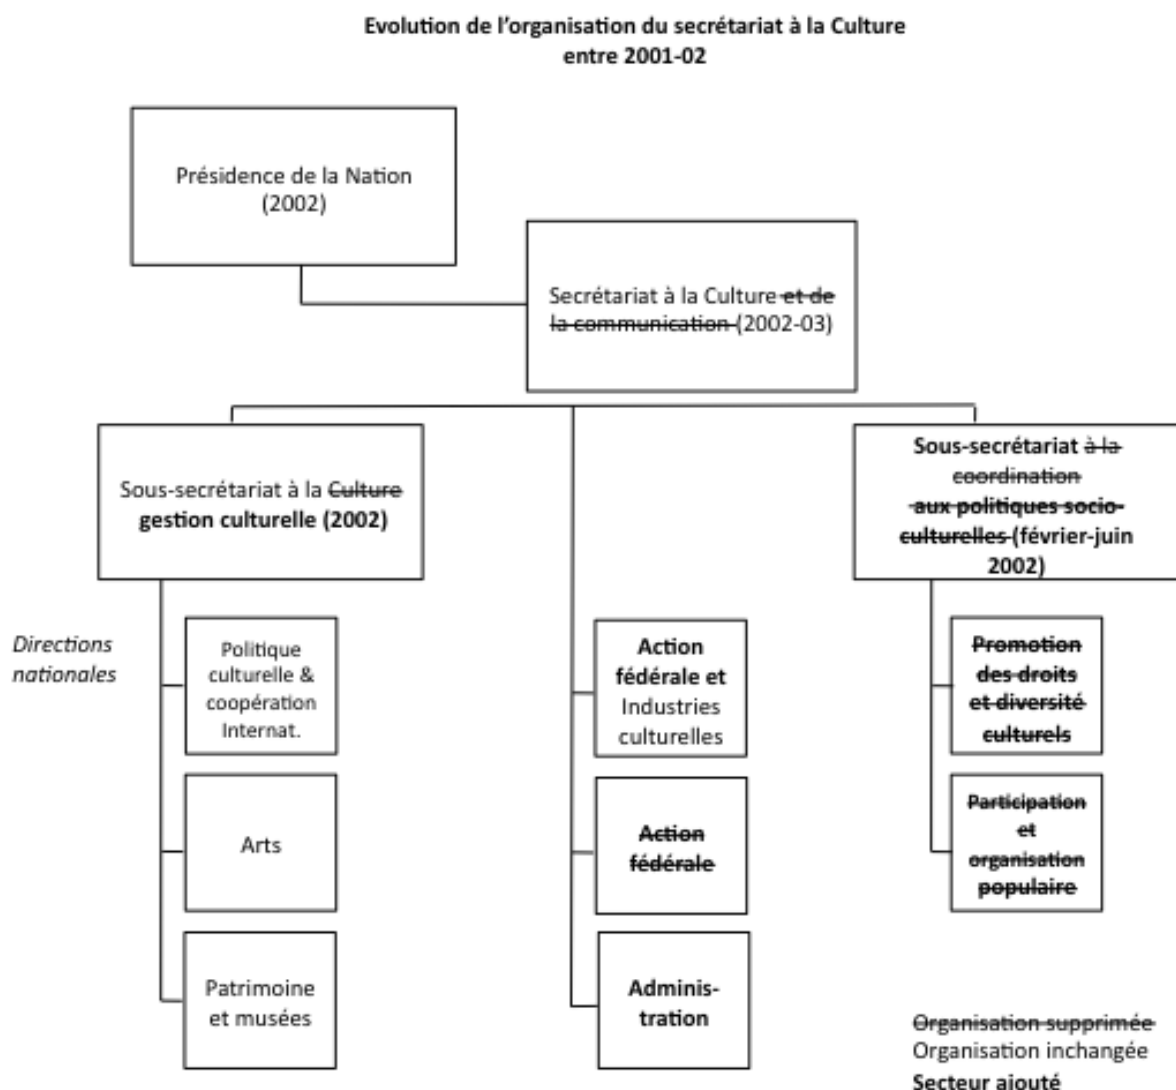 Evolution de l'organisation du secrétariat à la Culture
entre 2001-02
Présidence de la Nation
(2002)
Secrétariat à la Culture et de
la communication (2002-03)
Sous-secrétariat à la Culture
gestion culturelle (2002)
Sous-secrétariat à la
coordination
aux politiques socio-
culturelles (février-juin
2002)
Directions
nationales
Politique
culturelle &
coopération
Internat.
Arts
Patrimoine
et musées
Action
fédérale et
Industries
culturelles
Action
fédérale
Adminis-
tration
Promotion
des droits
et diversité
culturels
Participation
et
organisation
populaire
Organisation supprimée
Organisation inchangée
Secteur ajouté